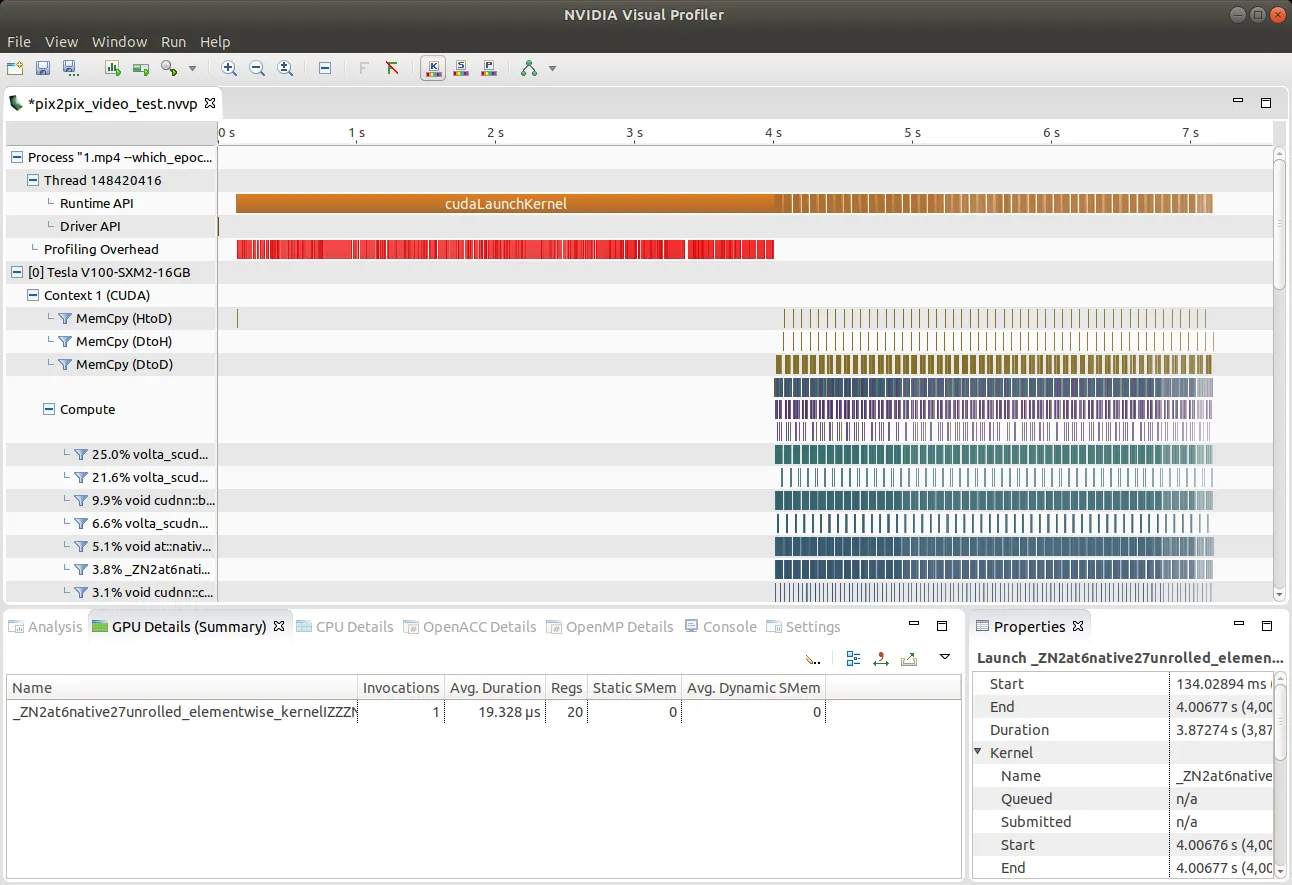 NVIDIA Visual Profiler
File View Window Run Help
*pix2pix_video_test.nvvp
0 s 1 s 2 s 3 s 4 s 5 s 6 s 7 s
Process "1.mp4 --which_epoc...
Thread 148420416
Runtime API
cudaLaunchKernel
Driver API
Profiling Overhead
[0] Tesla V100-SXM2-16GB
Context 1 (CUDA)
MemCpy (HtoD)
MemCpy (DtoH)
MemCpy (DtoD)
Compute
25.0% volta_scud...
21.6% volta_scud...
9.9% void cudnn::b...
6.6% volta_scudn...
5.1% void at::nativ...
3.8% _ZN2at6nati...
3.1% void cudnn::c...
Analysis GPU Details (Summary) CPU Details OpenACC Details OpenMP Details Console Settings
Name Invocations Avg. Duration Regs Static SMem Avg. Dynamic SMem
_ZN2at6native27unrolled_elementwise_kernelIZZZN 1 19.328 µs 20 0 0
Properties
Launch _ZN2at6native27unrolled_elemen...
Start 134.02894 ms (
End 4.00677 s (4,00
Duration 3.87274 s (3,87
Kernel
Name _ZN2at6native
Queued n/a
Submitted n/a
Start 4.00676 s (4,00
End 4.00677 s (4,00